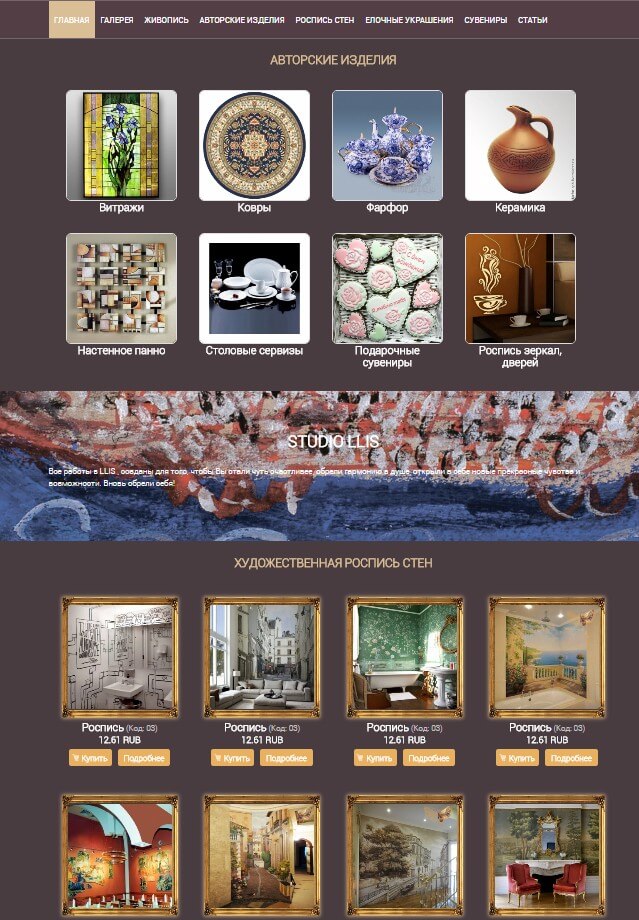 ГЛАВНАЯ ГАЛЕРЕЯ ЖИВОПИСЬ АВТОРСКИЕ ИЗДЕЛИЯ РОСПИСЬ СТЕН ЕЛОЧНЫЕ УКРАШЕНИЯ СУВЕНИРЫ СТАТЬИ
АВТОРСКИЕ ИЗДЕЛИЯ
Витражи Ковры Фарфор Керамика
Настенное панно Столовые сервизы Подарочные Роспись зеркал,
сувениры дверей
STUDIO LLIS
Все работы в LLIS , созданы для того, чтобы Вы стали чуть счастливее, обрели гармонию в душе, открыли в себе новые прекрасные чувства и
возможности. Вновь обрели себя!
ХУДОЖЕСТВЕННАЯ РОСПИСЬ СТЕН
Роспись (Код: 03) Роспись (Код: 03) Роспись (Код: 03) Роспись (Код: 03)
12.61 RUB 12.61 RUB 12.61 RUB 12.61 RUB
Купить Подробнее Купить Подробнее Купить Подробнее Купить Подробнее